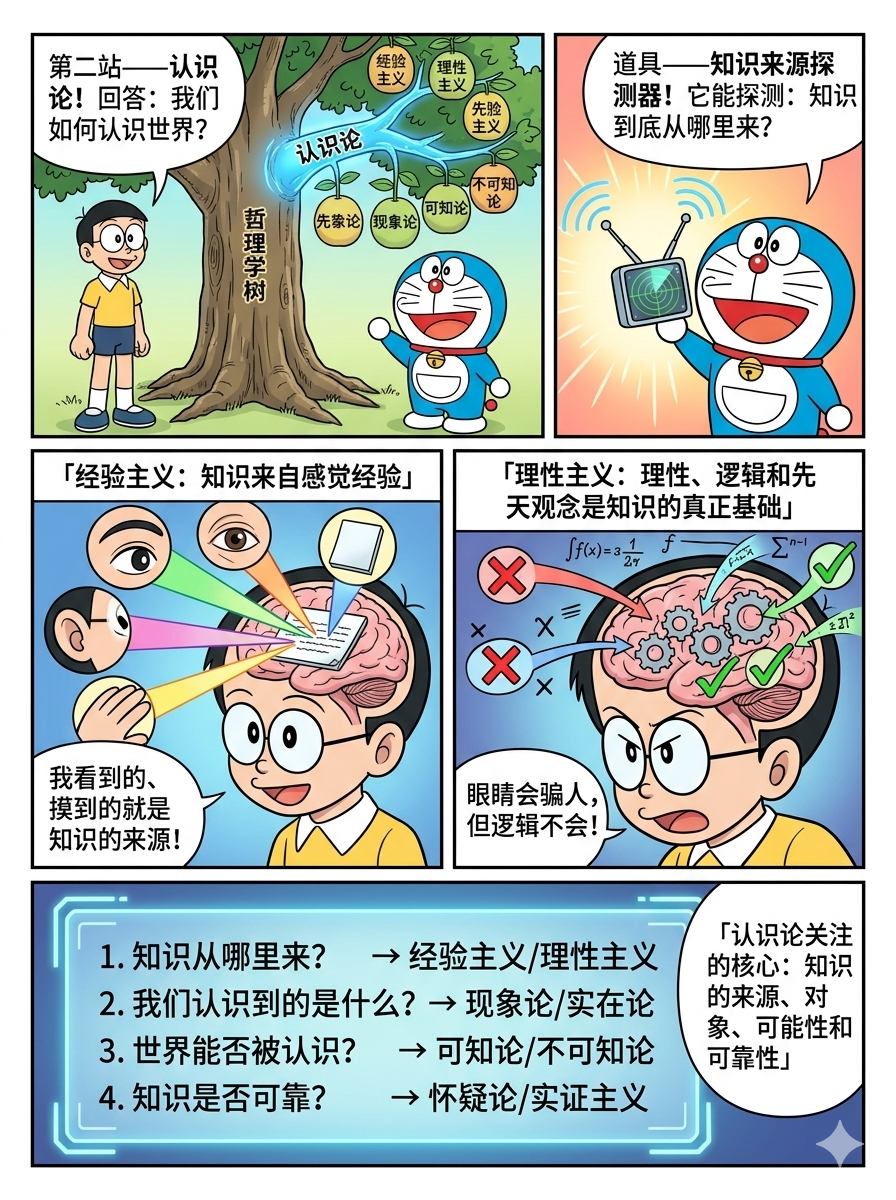 第二站——认识
论！回答：我们
如何认识世界？
经验
主义
理性
主义
先验
主义
认识论
不可知
论
可知论
现象论
先象论
哲理学树
道具——知识来源探
测器！它能探测：知识
到底从哪里来？
「经验主义：知识来自感觉经验」
我看到的、
摸到的就是
知识的来源！
「理性主义：理性、逻辑和先
天观念是知识的真正基础」
眼睛会骗人，
但逻辑不会！
1. 知识从哪里来？ → 经验主义/理性主义
2. 我们认识到的是什么？→ 现象论/实在论
3. 世界能否被认识？ → 可知论/不可知论
4. 知识是否可靠？ → 怀疑论/实证主义
「认识论关注
的核心：知识
的来源、对
象、可能性和
可靠性」